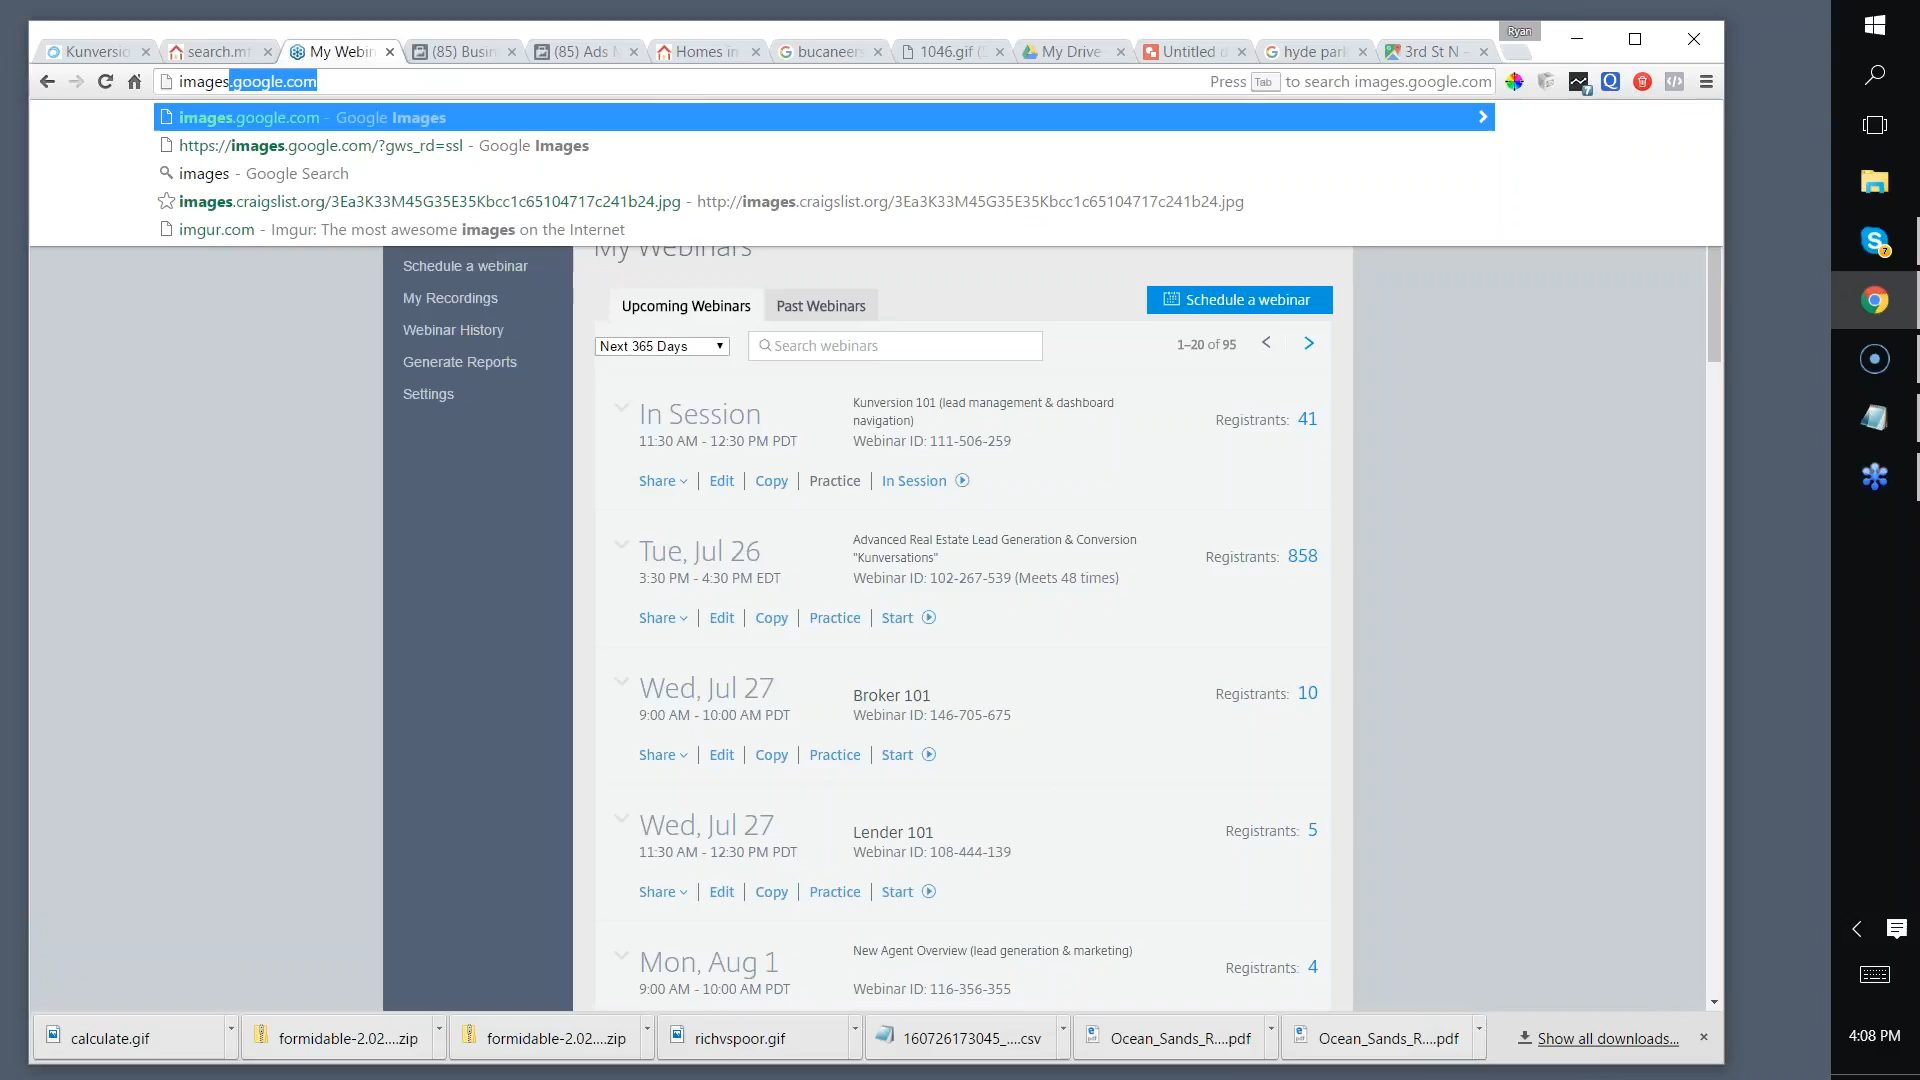 Ryan
Kunversio
search.m
My Webin
(85) Busin
(85) Ads M
Homes in
bucaneer
1046.gif (
My Drive
Untitled d
hyde park
3rd St N -
images.google.com
Press Tab to search images.google.com
images.google.com - Google Images
https://images.google.com/?gws_rd=ssl - Google Images
images - Google Search
images.craigslist.org/3Ea3K33M45G35E35Kbcc1c65104717c241b24.jpg - http://images.craigslist.org/3Ea3K33M45G35E35Kbcc1c65104717c241b24.jpg
imgur.com - Imgur: The most awesome images on the Internet
My Webinars
Schedule a webinar
My Recordings
Webinar History
Generate Reports
Settings
Upcoming Webinars
Past Webinars
Schedule a webinar
Next 365 Days
Search webinars
1–20 of 95
In Session
11:30 AM - 12:30 PM PDT
Kunversion 101 (lead management & dashboard
navigation)
Webinar ID: 111-506-259
Registrants: 41
Share | Edit | Copy | Practice | In Session
Tue, Jul 26
3:30 PM - 4:30 PM EDT
Advanced Real Estate Lead Generation & Conversion
"Kunversations"
Webinar ID: 102-267-539 (Meets 48 times)
Registrants: 858
Share | Edit | Copy | Practice | Start
Wed, Jul 27
9:00 AM - 10:00 AM PDT
Broker 101
Webinar ID: 146-705-675
Registrants: 10
Share | Edit | Copy | Practice | Start
Wed, Jul 27
11:30 AM - 12:30 PM PDT
Lender 101
Webinar ID: 108-444-139
Registrants: 5
Share | Edit | Copy | Practice | Start
Mon, Aug 1
9:00 AM - 10:00 AM PDT
New Agent Overview (lead generation & marketing)
Webinar ID: 116-356-355
Registrants: 4
calculate.gif
formidable-2.02....zip
formidable-2.02....zip
richvspoor.gif
160726173045_....csv
Ocean_Sands_R....pdf
Ocean_Sands_R....pdf
Show all downloads...
4:08 PM